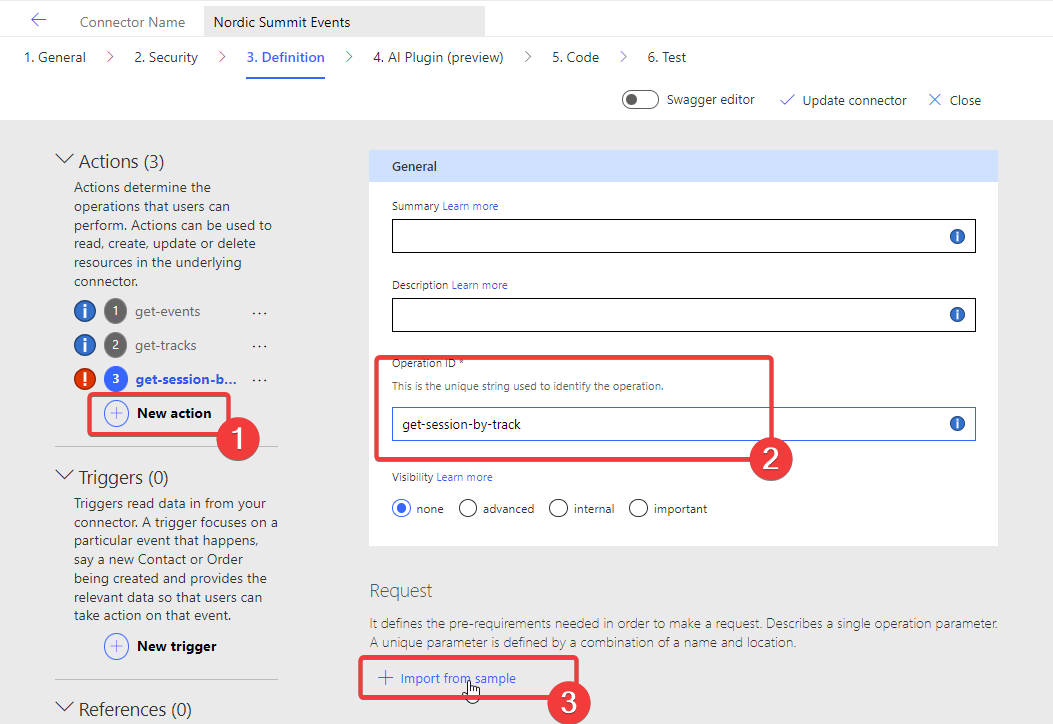 Connector Name
Nordic Summit Events
1. General
2. Security
3. Definition
4. AI Plugin (preview)
5. Code
6. Test
Swagger editor
Update connector
Close
Actions (3)
Actions determine the
operations that users can
perform. Actions can be used to
read, create, update or delete
resources in the underlying
connector.
i 1 get-events ...
i 2 get-tracks ...
! 3 get-session-b... ...
New action
1
Triggers (0)
Triggers read data in from your
connector. A trigger focuses on a
particular event that happens,
say a new Contact or Order
being created and provides the
relevant data so that users can
take action on that event.
New trigger
References (0)
General
Summary Learn more
i
Description Learn more
i
Operation ID *
This is the unique string used to identify the operation.
get-session-by-track
i
2
Visibility Learn more
none
advanced
internal
important
Request
It defines the pre-requirements needed in order to make a request. Describes a single operation parameter.
A unique parameter is defined by a combination of a name and location.
Import from sample
3